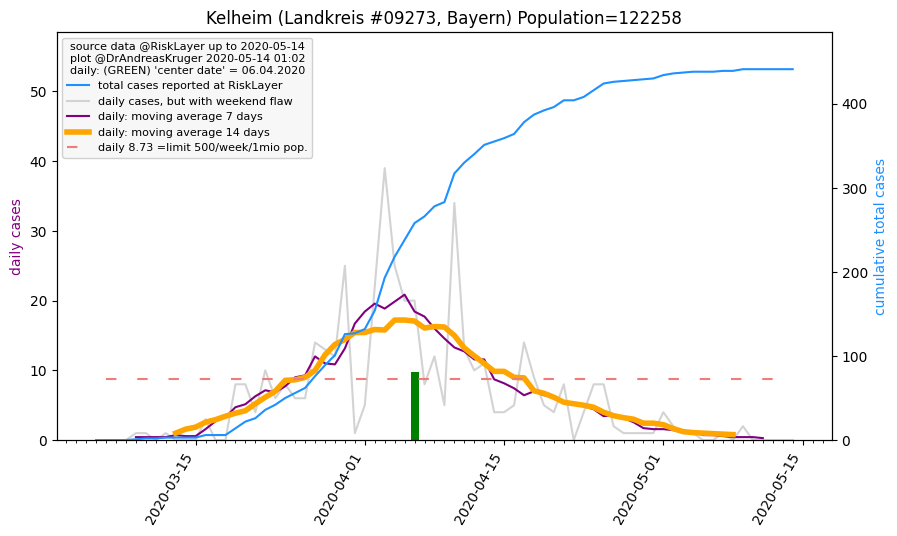 Kelheim (Landkreis #09273, Bayern) Population=122258
source data @RiskLayer up to 2020-05-14
plot @DrAndreasKruger 2020-05-14 01:02
daily: (GREEN) 'center date' = 06.04.2020
total cases reported at RiskLayer
daily cases, but with weekend flaw
daily: moving average 7 days
daily: moving average 14 days
daily 8.73 =limit 500/week/1mio pop.
daily cases
50
40
30
20
10
0
cumulative total cases
400
300
200
100
0
2020-03-15
2020-04-01
2020-04-15
2020-05-01
2020-05-15